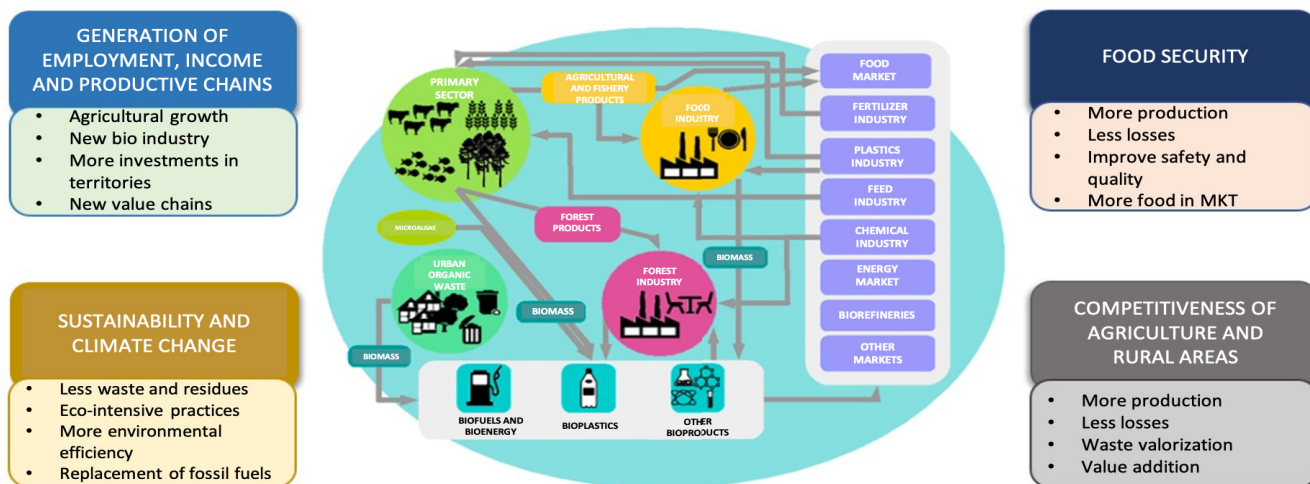 GENERATION OF
EMPLOYMENT, INCOME
AND PRODUCTIVE CHAINS
• Agricultural growth
• New bio industry
• More investments in
territories
• New value chains
SUSTAINABILITY AND
CLIMATE CHANGE
• Less waste and residues
• Eco-intensive practices
• More environmental
efficiency
• Replacement of fossil fuels
PRIMARY
SECTOR
AGRICULTURAL
AND FISHERY
PRODUCTS
FOOD
INDUSTRY
MICROALGAE
FOREST
PRODUCTS
URBAN
ORGANIC
WASTE
FOREST
INDUSTRY
BIOMASS
BIOMASS
BIOMASS
BIOFUELS AND
BIOENERGY
BIOPLASTICS
OTHER
BIOPRODUCTS
FOOD
MARKET
FERTILIZER
INDUSTRY
PLASTICS
INDUSTRY
FEED
INDUSTRY
CHEMICAL
INDUSTRY
ENERGY
MARKET
BIOREFINERIES
OTHER
MARKETS
FOOD SECURITY
• More production
• Less losses
• Improve safety and
quality
• More food in MKT
COMPETITIVENESS OF
AGRICULTURE AND
RURAL AREAS
• More production
• Less losses
• Waste valorization
• Value addition